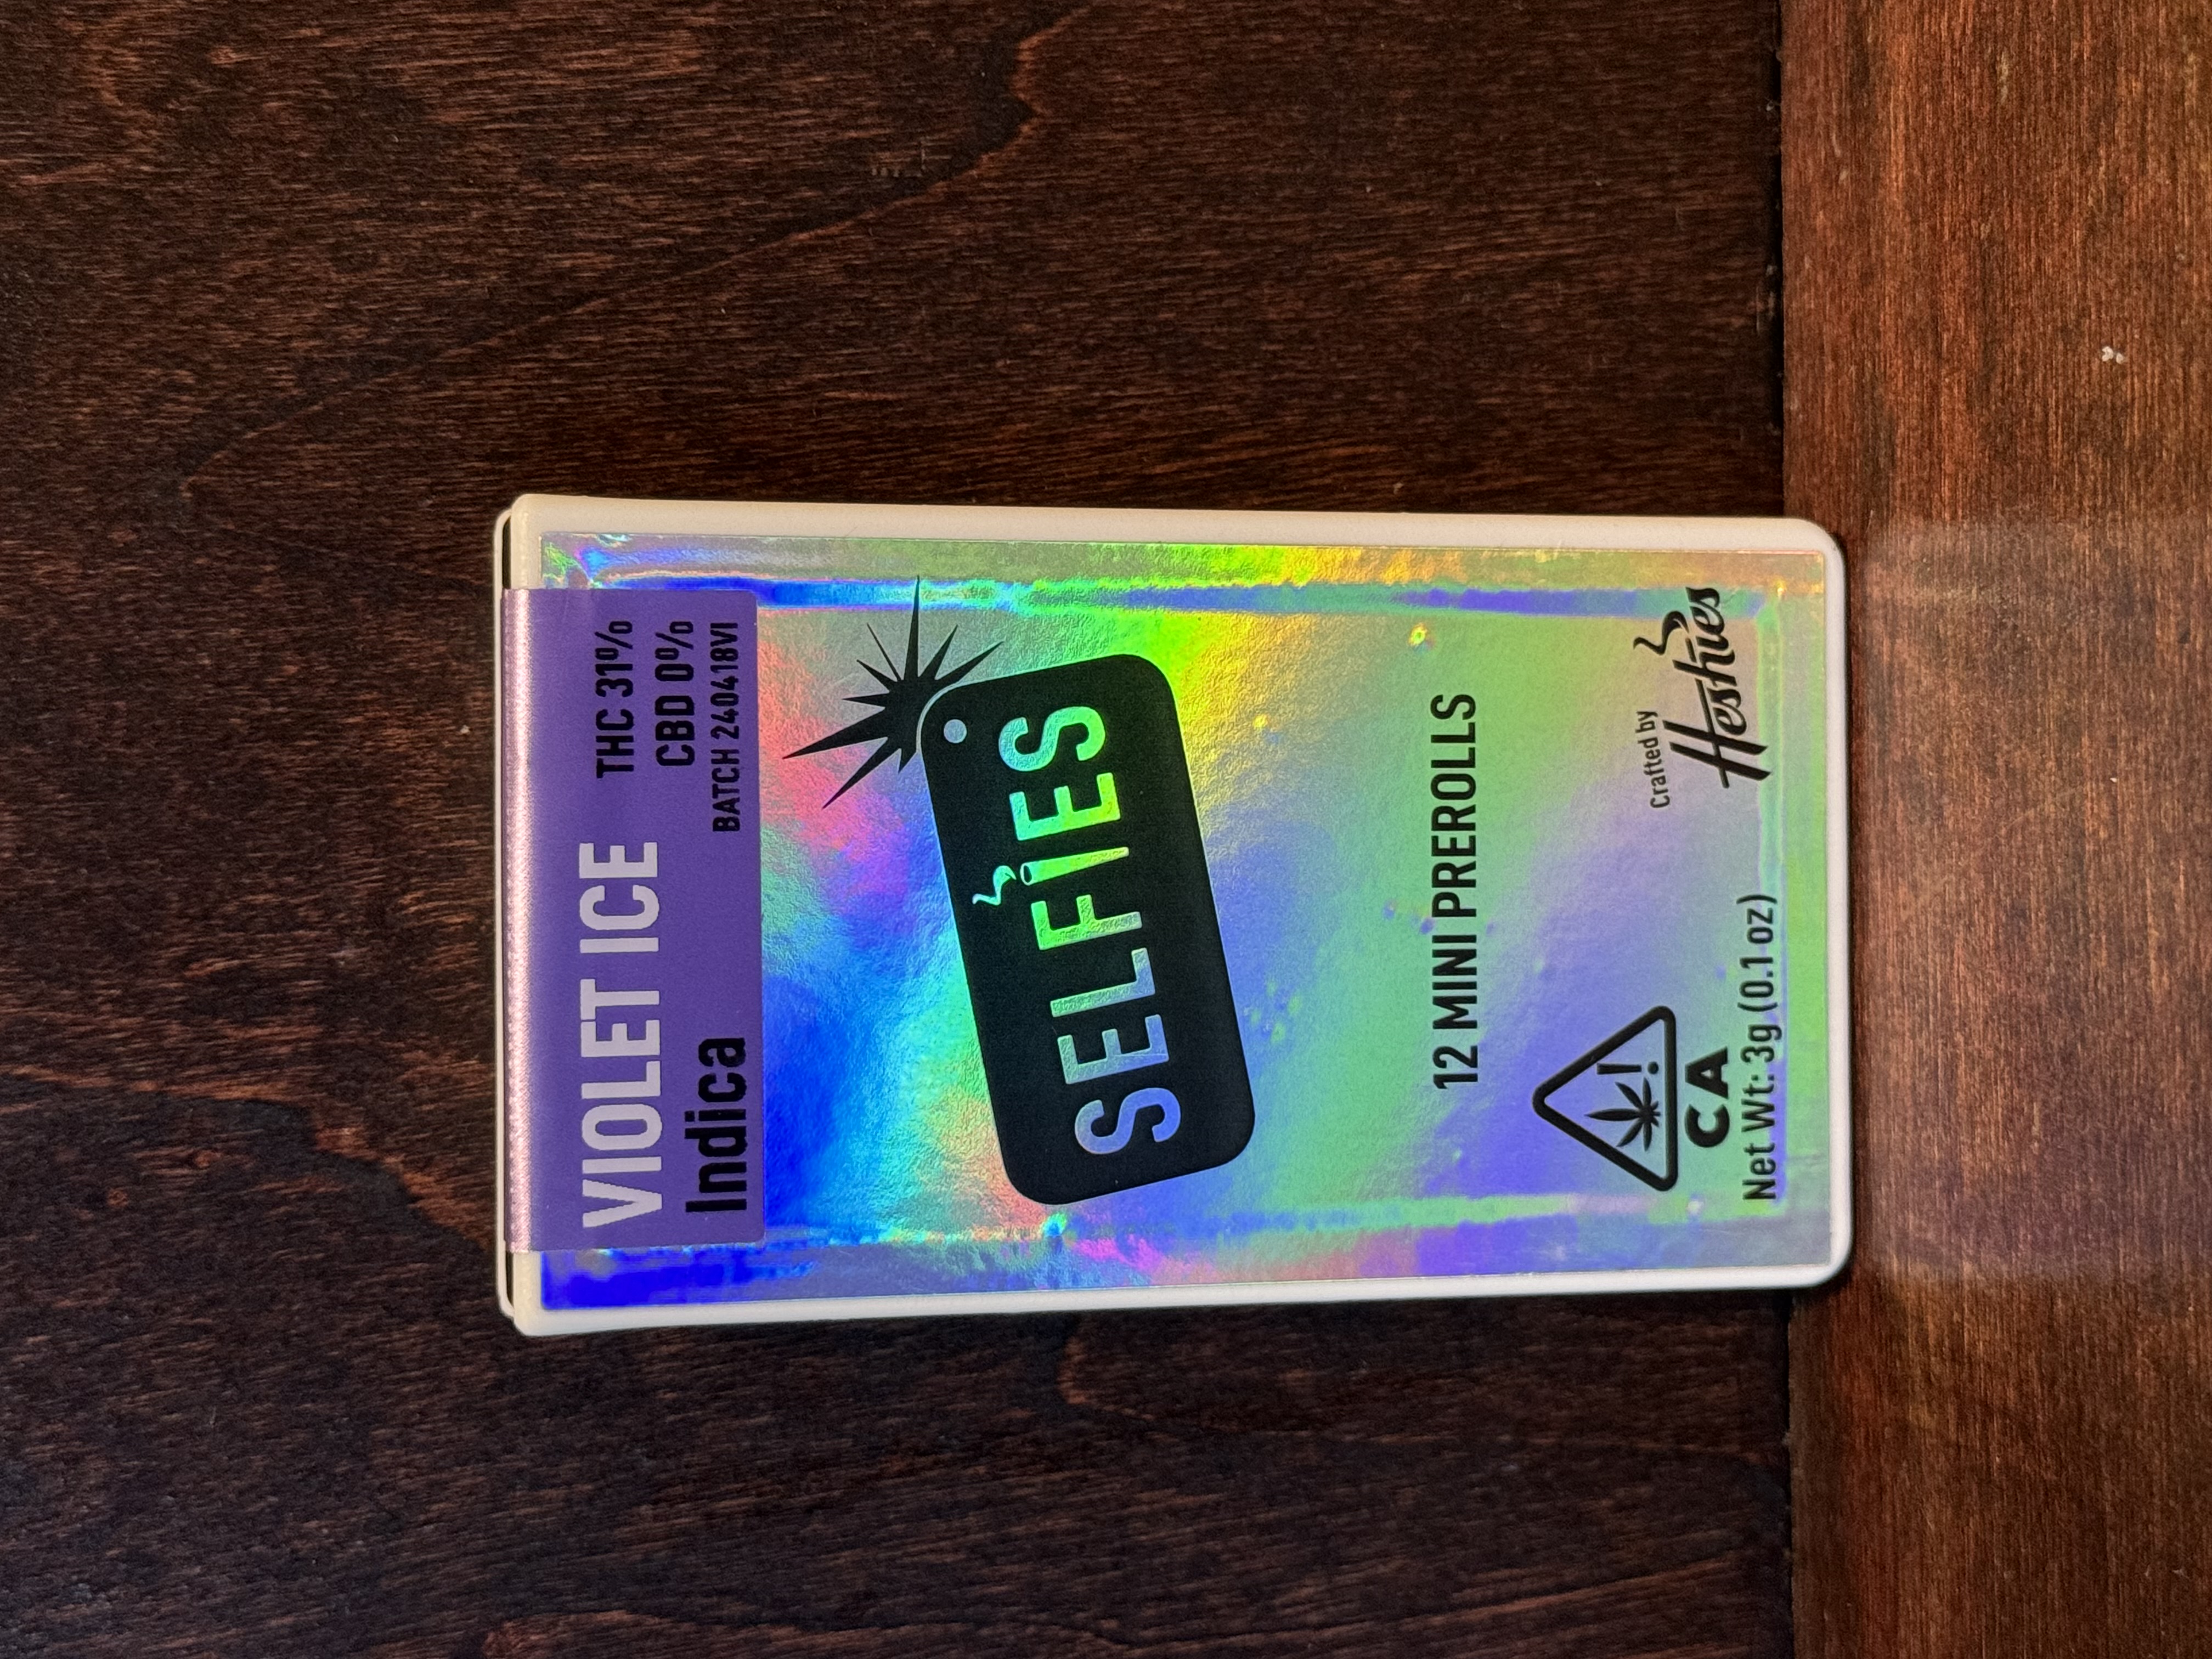 VIOLET ICE
Indica
THC 31%
CBD 0%
BATCH 240418VI
SELFiES
12 MINI PREROLLS
CA
Net Wt: 3g (0.1 oz)
Crafted by
Heshies